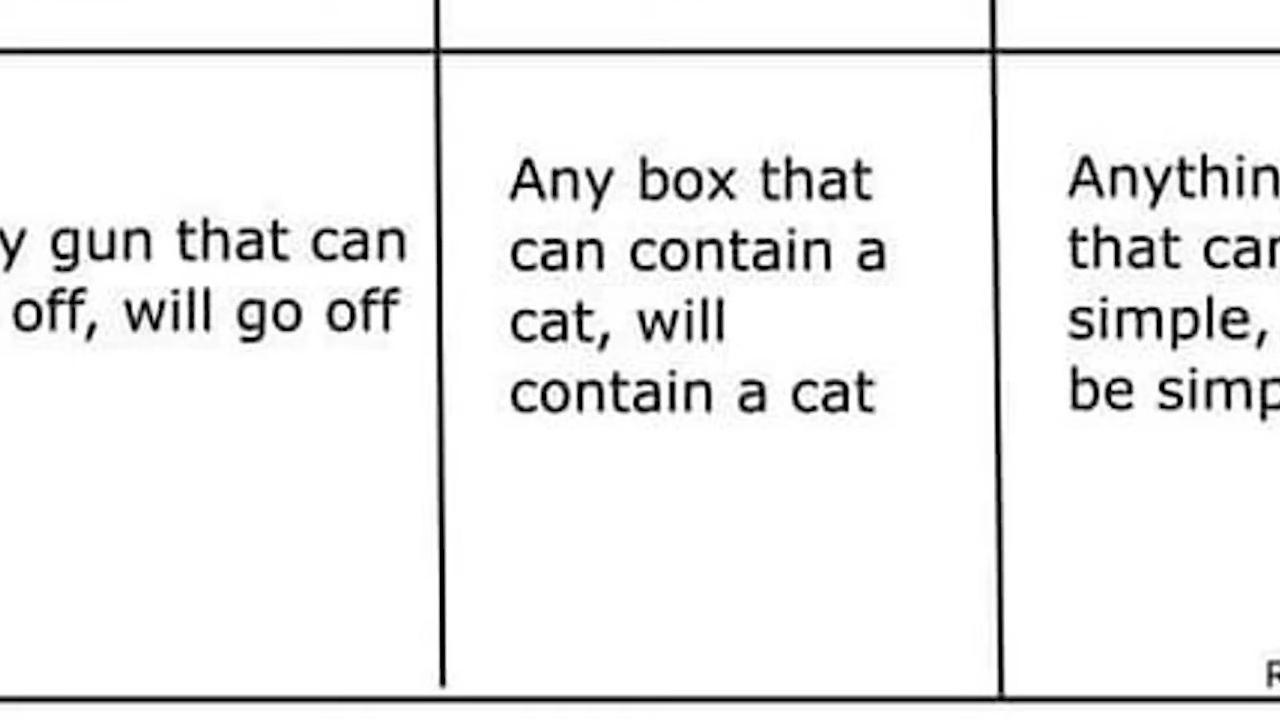 y gun that can
off, will go off
Any box that
can contain a
cat, will
contain a cat
Anythin
that can
simple,
be simp
R